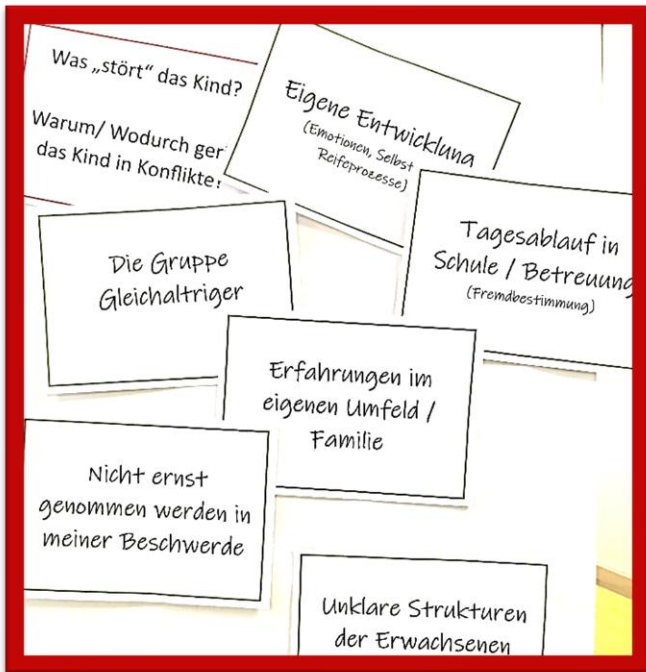 Was „stört“ das Kind?
Warum/ Wodurch ger
das Kind in Konflikte
Eigene Entwicklung
(Emotionen, Selbst
Reifeprozesse)
Tagesablauf in
Schule / Betreuung
(Fremdbestimmung)
Die Gruppe
Gleichaltriger
Erfahrungen im
eigenen Umfeld /
Familie
Nicht ernst
genommen werden in
meiner Beschwerde
Unklare Strukturen
der Erwachsenen